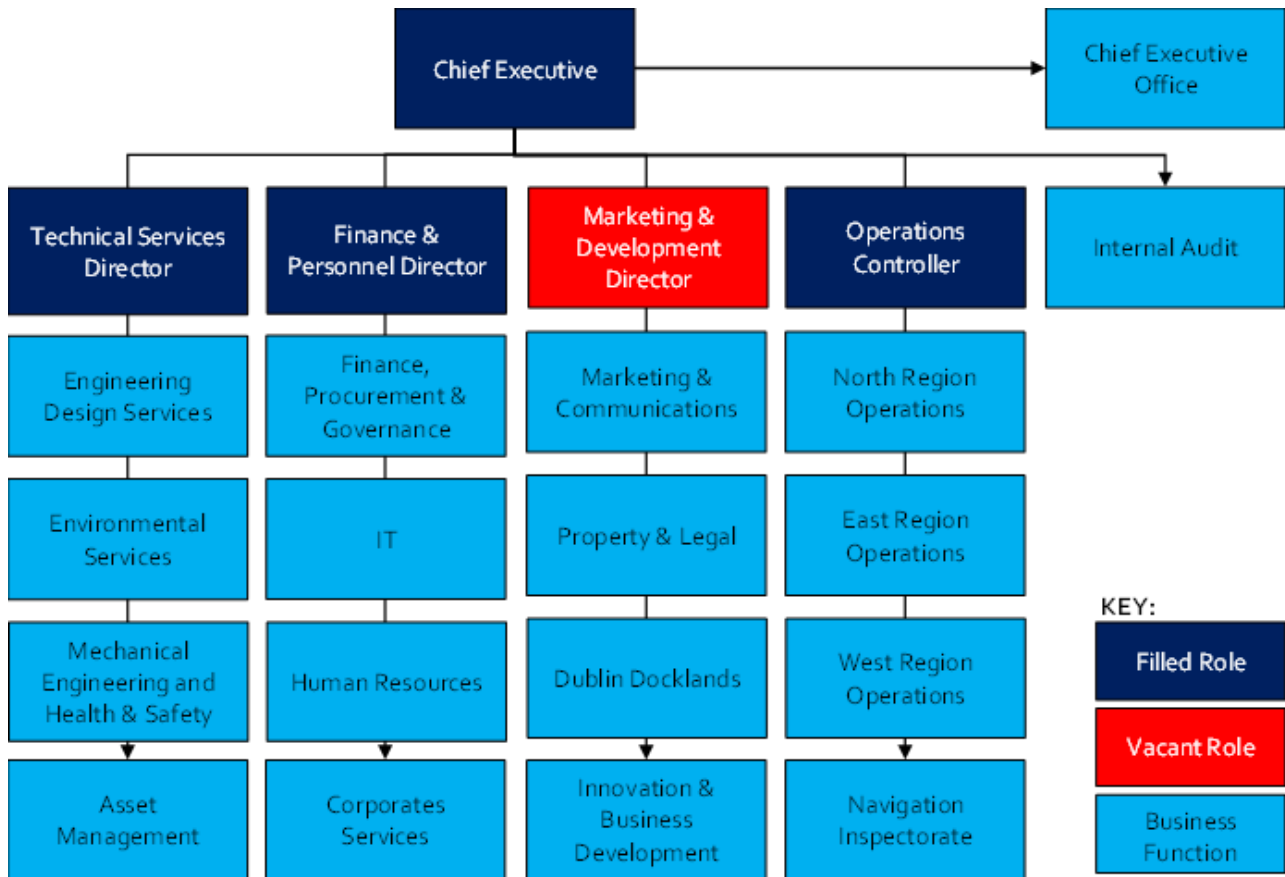 Chief Executive
Chief Executive
Office
Technical Services
Director
Finance &
Personnel Director
Marketing &
Development
Director
Operations
Controller
Internal Audit
Engineering
Design Services
Finance,
Procurement &
Governance
Marketing &
Communications
North Region
Operations
Environmental
Services
IT
Property & Legal
East Region
Operations
Mechanical
Engineering and
Health & Safety
Human Resources
Dublin Docklands
West Region
Operations
Asset
Management
Corporates
Services
Innovation &
Business
Development
Navigation
Inspectorate
KEY:
Filled Role
Vacant Role
Business
Function